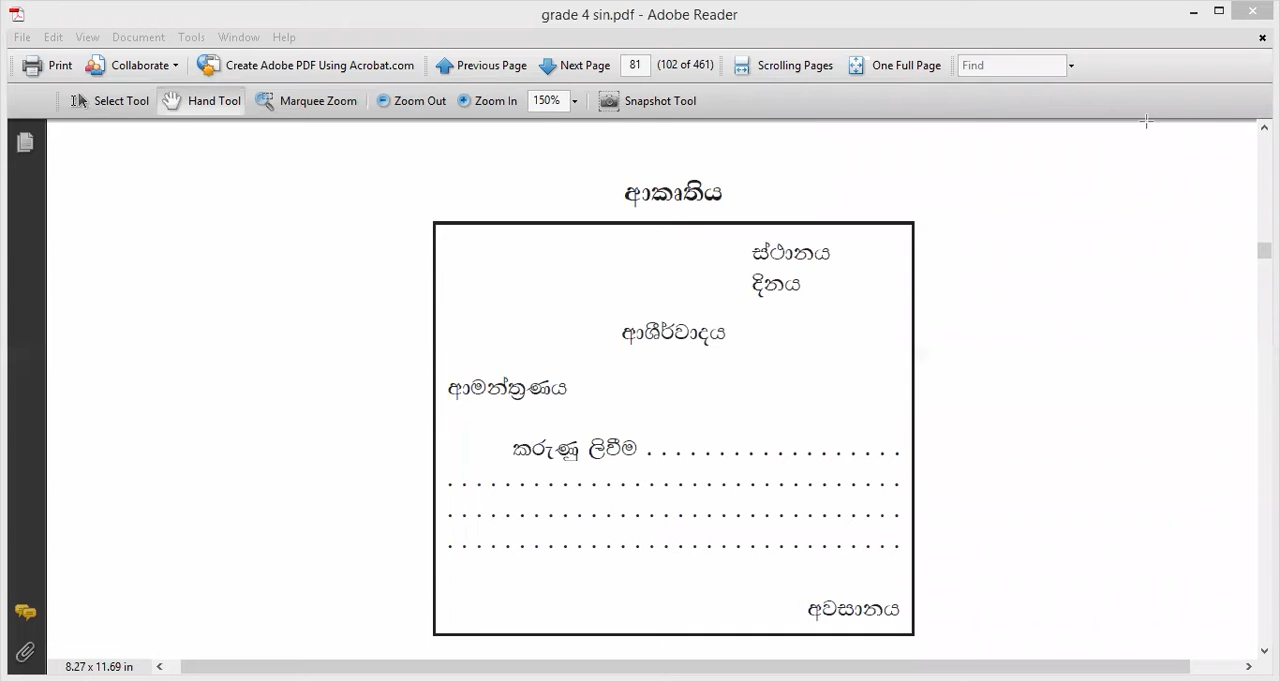 grade 4 sin.pdf - Adobe Reader
File Edit View Document Tools Window Help
Print Collaborate Create Adobe PDF Using Acrobat.com Previous Page Next Page 81 (102 of 461) Scrolling Pages One Full Page Find
Select Tool Hand Tool Marquee Zoom Zoom Out Zoom In 150% Snapshot Tool
ආකෘතිය
ස්ථානය
දිනය
ආශීර්වාදය
ආමන්ත්‍රණය
කරුණු ලිවීම . . . . . . . . . . . . . . . . . .
. . . . . . . . . . . . . . . . . . . . . . . . . . . . . . . .
. . . . . . . . . . . . . . . . . . . . . . . . . . . . . . . .
. . . . . . . . . . . . . . . . . . . . . . . . . . . . . . . .
අවසානය
8.27 x 11.69 in